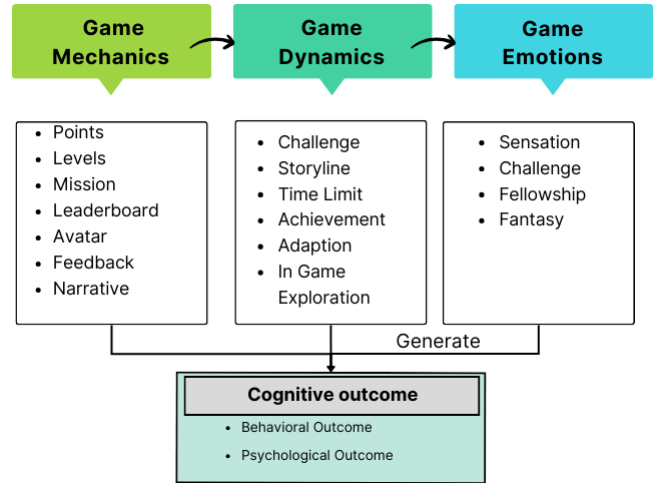 Game
Mechanics
Game
Dynamics
Game
Emotions
• Points
• Levels
• Mission
• Leaderboard
• Avatar
• Feedback
• Narrative
• Challenge
• Storyline
• Time Limit
• Achievement
• Adaption
• In Game
Exploration
• Sensation
• Challenge
• Fellowship
• Fantasy
Generate
Cognitive outcome
• Behavioral Outcome
• Psychological Outcome